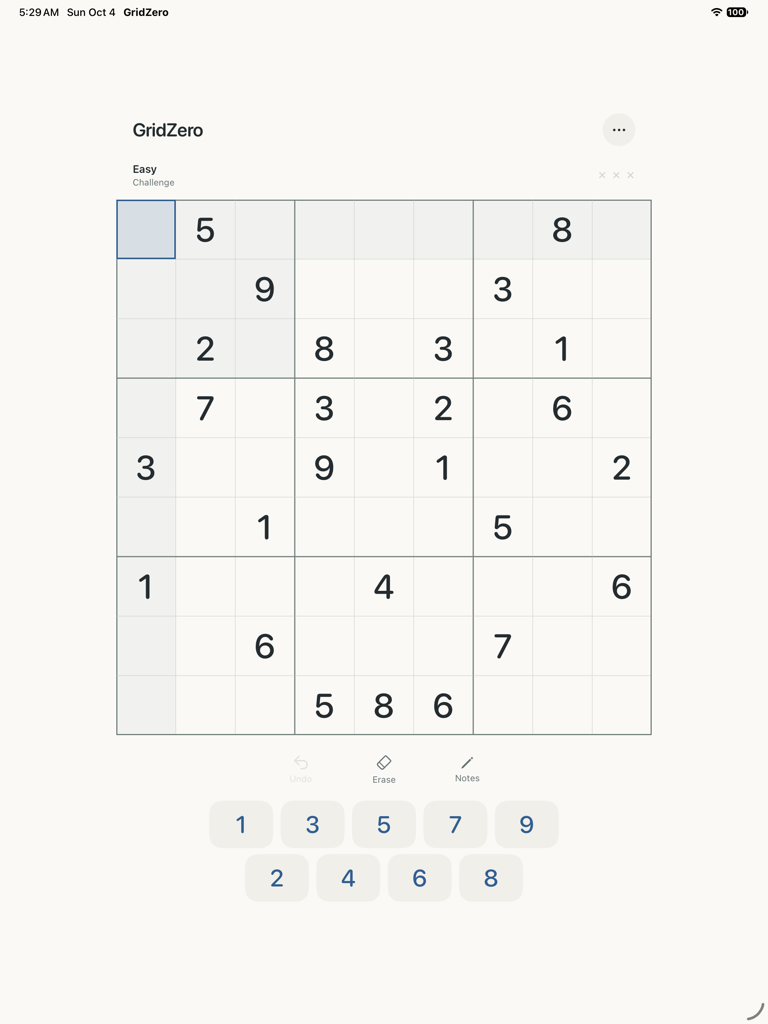 5:29 AM Sun Oct 4 GridZero 100
GridZero
Easy
Challenge
5 8
9 3
2 8 3 1
7 3 2 6
3 9 1 2
1 5
1 4 6
6 7
5 8 6
Undo Erase Notes
1 3 5 7 9
2 4 6 8